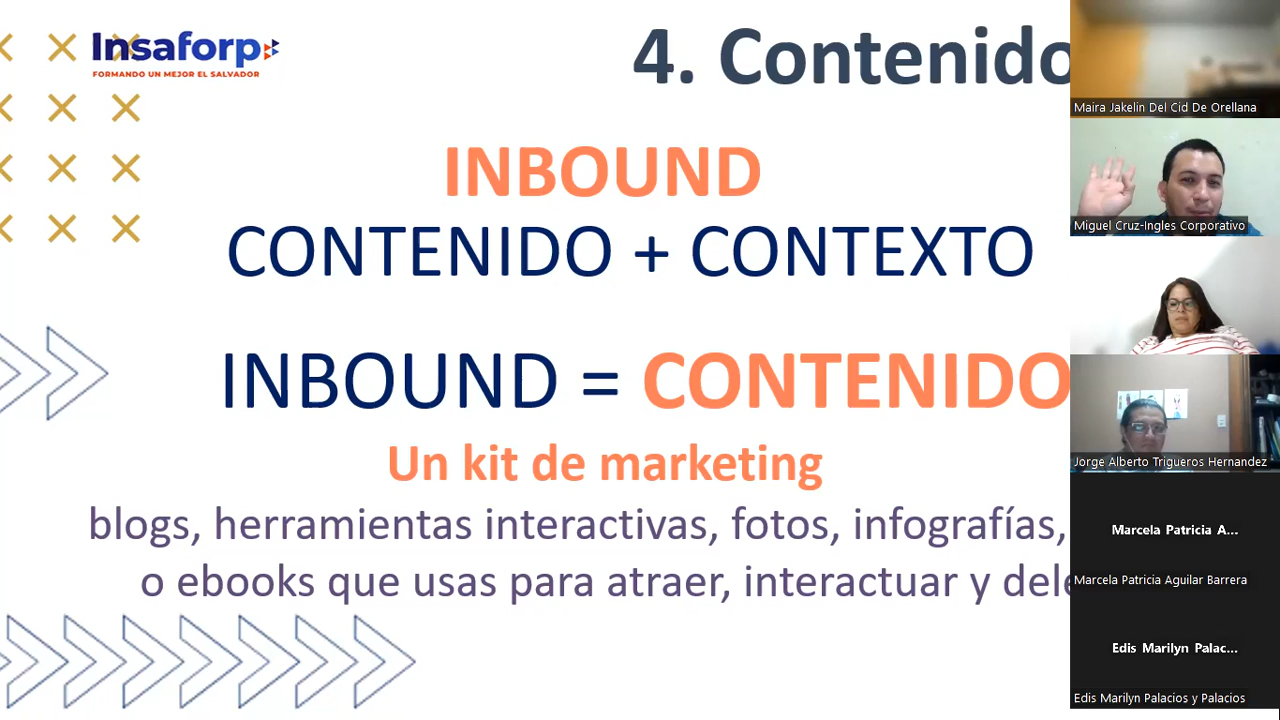 Insaforp
FORMANDO UN MEJOR EL SALVADOR
4. Contenido
INBOUND
CONTENIDO + CONTEXTO
INBOUND = CONTENIDO
Un kit de marketing
blogs, herramientas interactivas, fotos, infografías,
o ebooks que usas para atraer, interactuar y dele
Maira Jakelin Del Cid De Orellana
Miguel Cruz-Ingles Corporativo
Jorge Alberto Trigueros Hernandez
Marcela Patricia A...
Marcela Patricia Aguilar Barrera
Edis Marilyn Palac...
Edis Marilyn Palacios y Palacios